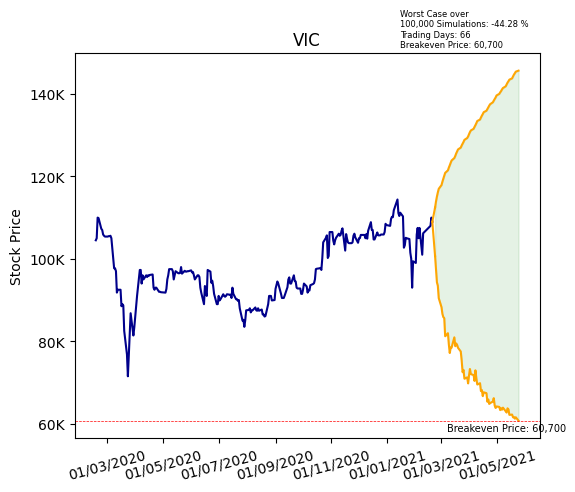 Worst Case over
100,000 Simulations: -44.28 %
Trading Days: 66
Breakeven Price: 60,700
VIC
Stock Price
140K
120K
100K
80K
60K
Breakeven Price: 60,700
01/03/2020 01/05/2020 01/07/2020 01/09/2020 01/11/2020 01/01/2021 01/03/2021 01/05/2021